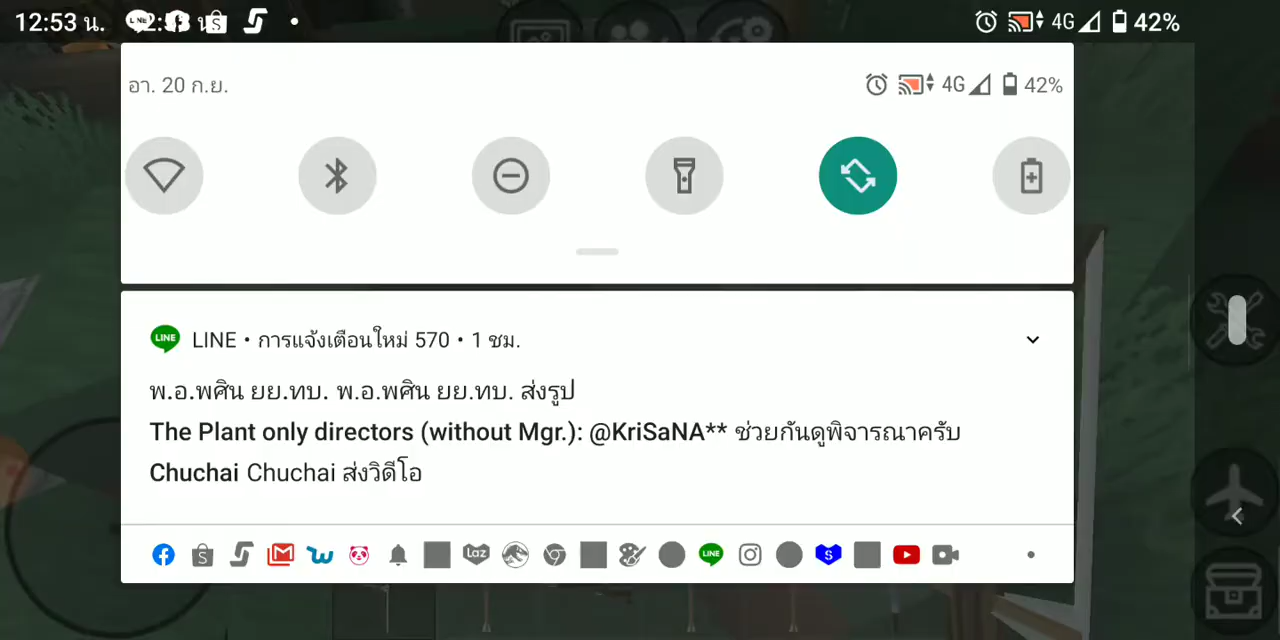 12:53 น.
4G 42%
อา. 20 ก.ย.
4G 42%
LINE • การแจ้งเตือนใหม่ 570 • 1 ชม.
พ.อ.พศิน ยย.ทบ. พ.อ.พศิน ยย.ทบ. ส่งรูป
The Plant only directors (without Mgr.): @KriSaNA** ช่วยกันดูพิจารณาครับ
Chuchai Chuchai ส่งวิดีโอ